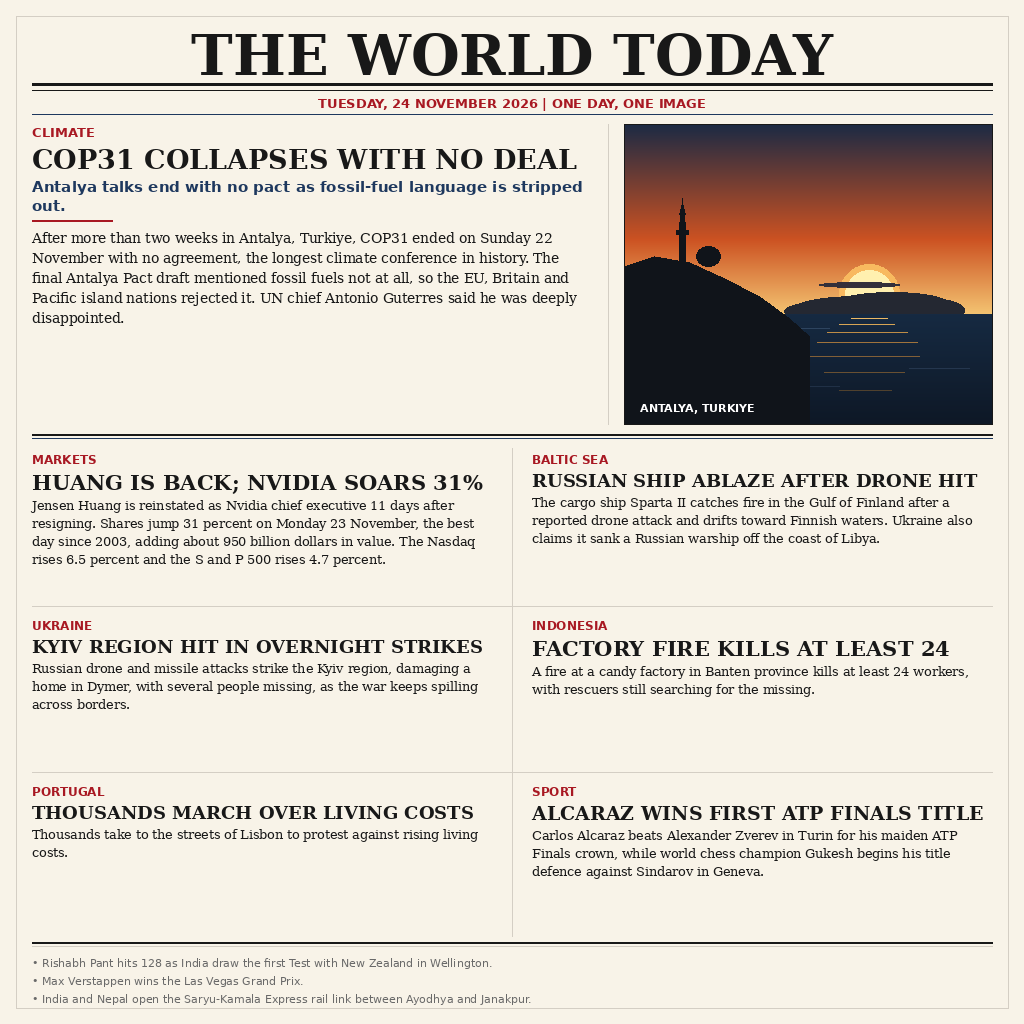 THE WORLD TODAY
TUESDAY, 24 NOVEMBER 2026 | ONE DAY, ONE IMAGE
CLIMATE
COP31 COLLAPSES WITH NO DEAL
Antalya talks end with no pact as fossil-fuel language is stripped
out.
After more than two weeks in Antalya, Turkiye, COP31 ended on Sunday 22
November with no agreement, the longest climate conference in history. The
final Antalya Pact draft mentioned fossil fuels not at all, so the EU, Britain and
Pacific island nations rejected it. UN chief Antonio Guterres said he was deeply
disappointed.
ANTALYA, TURKIYE
MARKETS
HUANG IS BACK; NVIDIA SOARS 31%
Jensen Huang is reinstated as Nvidia chief executive 11 days after
resigning. Shares jump 31 percent on Monday 23 November, the best
day since 2003, adding about 950 billion dollars in value. The Nasdaq
rises 6.5 percent and the S and P 500 rises 4.7 percent.
BALTIC SEA
RUSSIAN SHIP ABLAZE AFTER DRONE HIT
The cargo ship Sparta II catches fire in the Gulf of Finland after a
reported drone attack and drifts toward Finnish waters. Ukraine also
claims it sank a Russian warship off the coast of Libya.
UKRAINE
KYIV REGION HIT IN OVERNIGHT STRIKES
Russian drone and missile attacks strike the Kyiv region, damaging a
home in Dymer, with several people missing, as the war keeps spilling
across borders.
INDONESIA
FACTORY FIRE KILLS AT LEAST 24
A fire at a candy factory in Banten province kills at least 24 workers,
with rescuers still searching for the missing.
PORTUGAL
THOUSANDS MARCH OVER LIVING COSTS
Thousands take to the streets of Lisbon to protest against rising living
costs.
SPORT
ALCARAZ WINS FIRST ATP FINALS TITLE
Carlos Alcaraz beats Alexander Zverev in Turin for his maiden ATP
Finals crown, while world chess champion Gukesh begins his title
defence against Sindarov in Geneva.
• Rishabh Pant hits 128 as India draw the first Test with New Zealand in Wellington.
• Max Verstappen wins the Las Vegas Grand Prix.
• India and Nepal open the Saryu-Kamala Express rail link between Ayodhya and Janakpur.